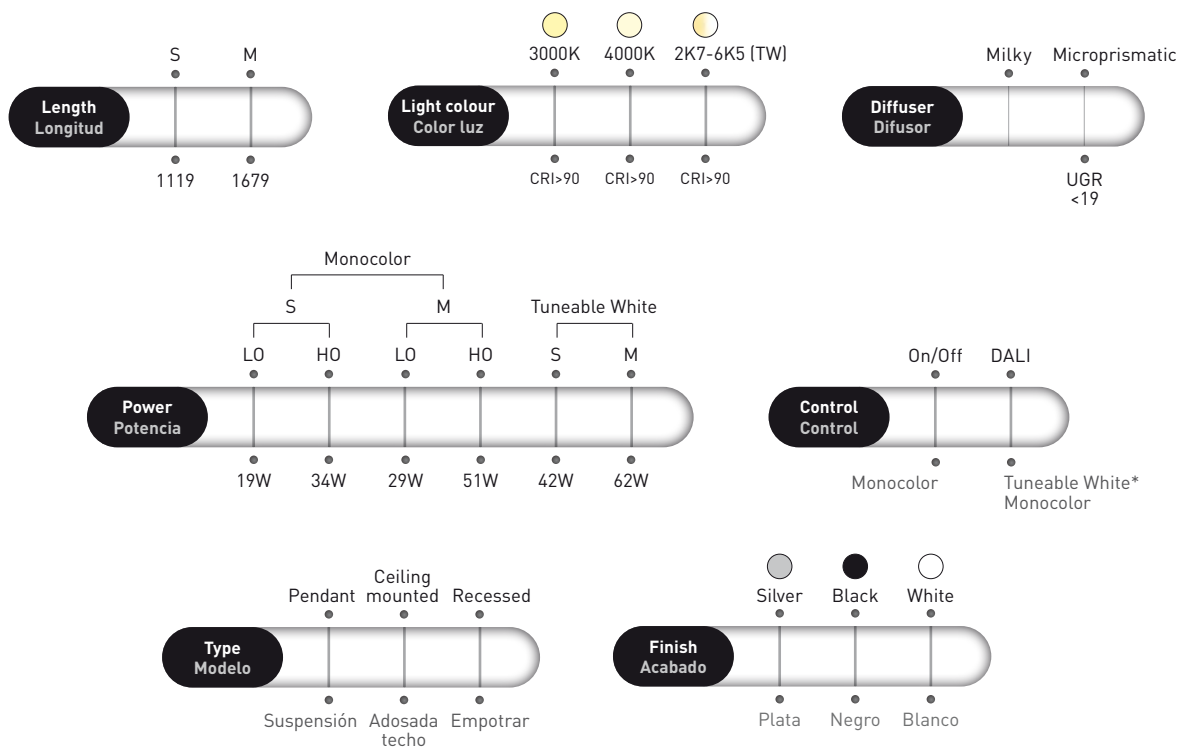 S M
Length
Longitud
1119 1679
3000K 4000K 2K7-6K5 (TW)
Light colour
Color luz
CRI>90 CRI>90 CRI>90
Milky Microprismatic
Diffuser
Difusor
UGR
<19
Monocolor
S M Tuneable White
LO HO LO HO S M
Power
Potencia
19W 34W 29W 51W 42W 62W
On/Off DALI
Control
Control
Monocolor Tuneable White*
Monocolor
Ceiling
Pendant mounted Recessed
Type
Modelo
Suspensión Adosada Empotrar
techo
Silver Black White
Finish
Acabado
Plata Negro Blanco